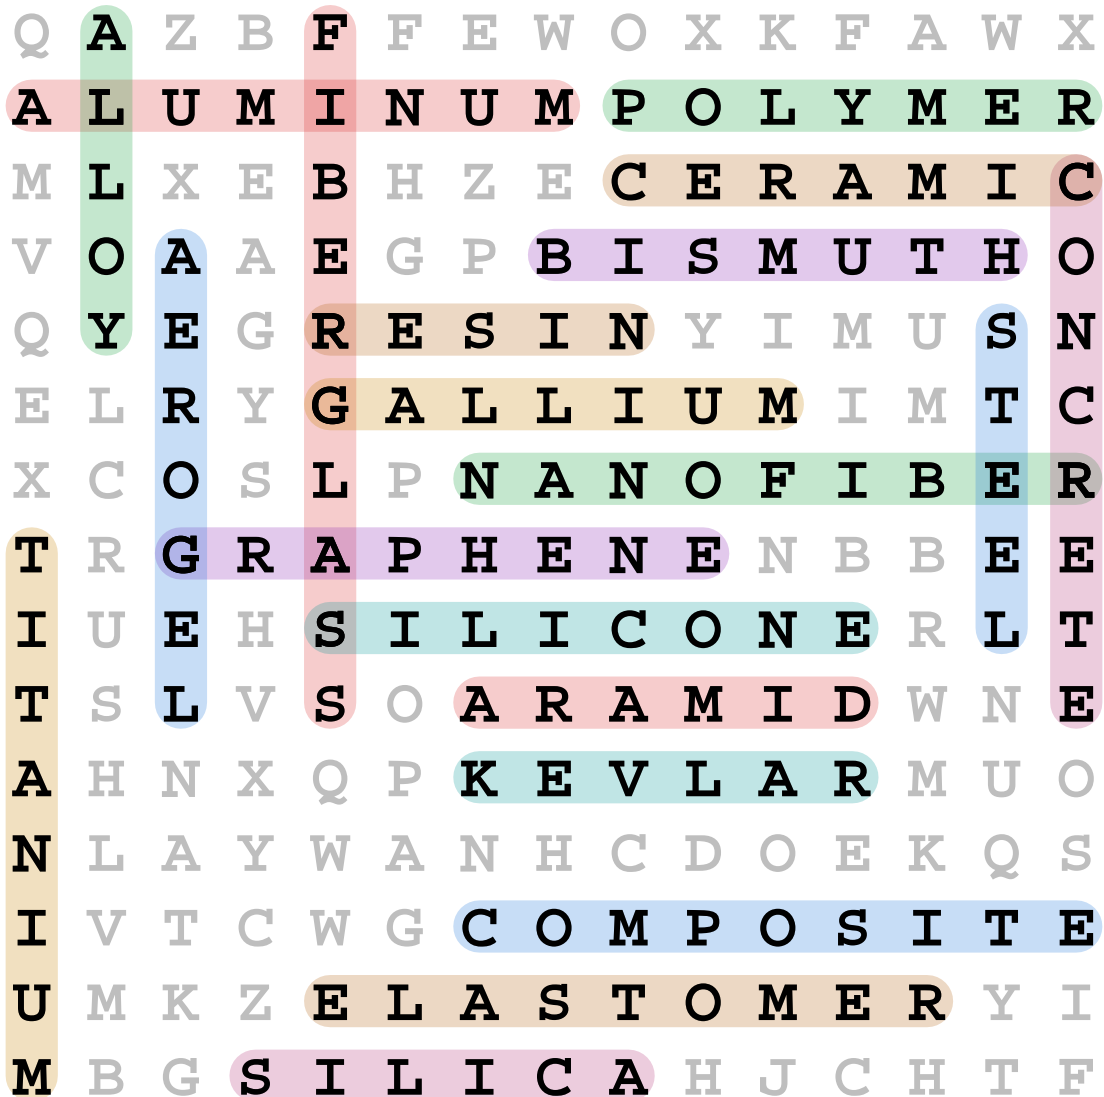 Q A Z B F F E W O X K F A W X
A L U M I N U M P O L Y M E R
M L X E B H Z E C E R A M I C
V O A A E G P B I S M U T H O
Q Y E G R E S I N Y I M U S N
E L R Y G A L L I U M I M T C
X C O S L P N A N O F I B E R
T R G R A P H E N E N B B E E
I U E H S I L I C O N E R L T
T S L V S O A R A M I D W N E
A H N X Q P K E V L A R M U O
N L A Y W A N H C D O E K Q S
I V T C W G C O M P O S I T E
U M K Z E L A S T O M E R Y I
M B G S I L I C A H J C H T F